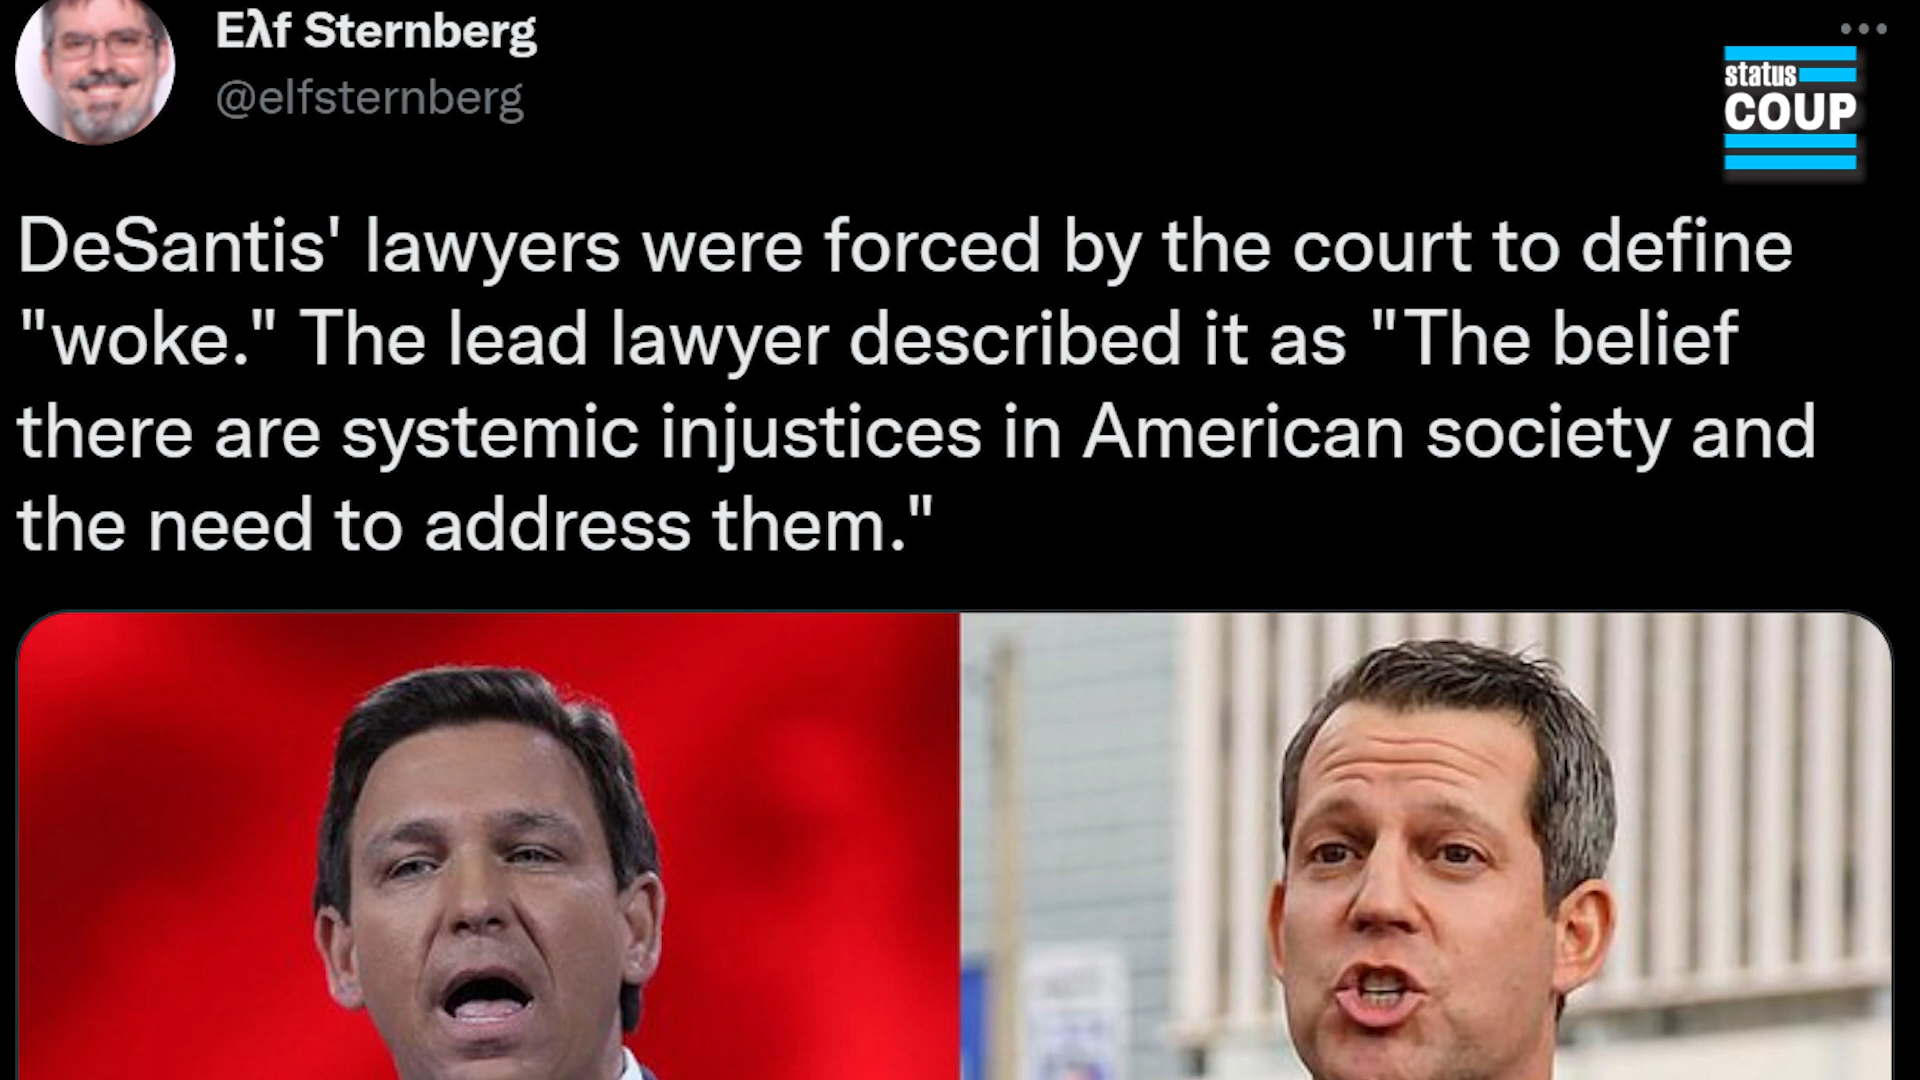 Eλf Sternberg
@elfsternberg
status
COUP
DeSantis' lawyers were forced by the court to define
"woke." The lead lawyer described it as "The belief
there are systemic injustices in American society and
the need to address them."